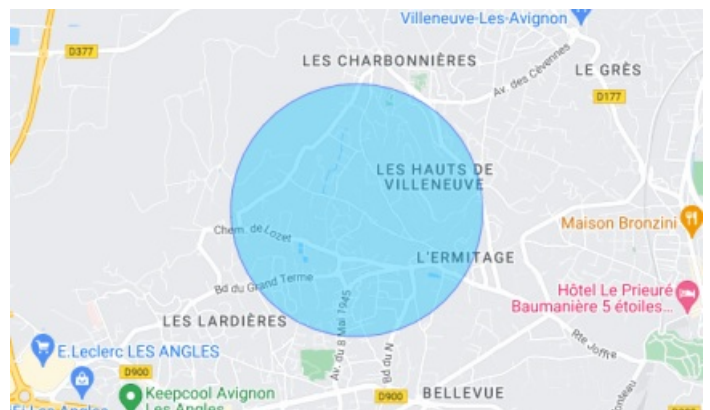 Villeneuve-Les-Avignon
D377
LES CHARBONNIÈRES
LE GRÈS
Av. des Cévennes
D177
LES HAUTS DE
VILLENEUVE
Maison Bronzini
Chem. de Lozet
L'ERMITAGE
Bd du Grand Terme
Hôtel Le Prieuré
Baumanière 5 étoiles...
LES LARDIÈRES
Av. du 8 Mai 1945
Rte Joffre
E.Leclerc LES ANGLES
Bd du N
D900
Keepcool Avignon
Les Angles
D900
BELLEVUE